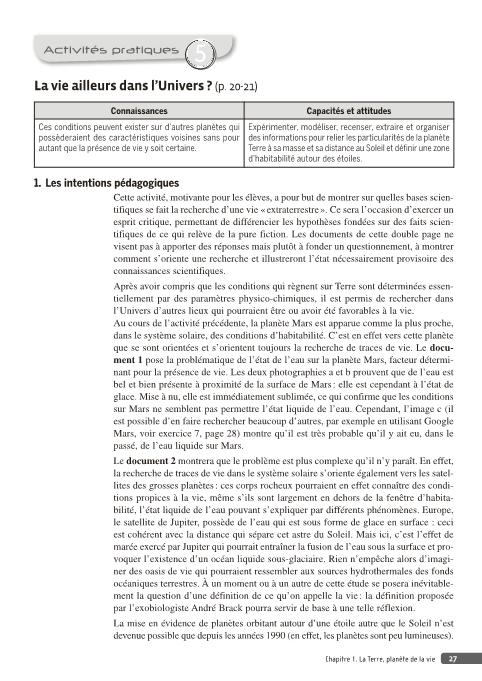 Activités pratiques 5
La vie ailleurs dans l'Univers ? (p. 20-21)
Connaissances
Capacités et attitudes
Ces conditions peuvent exister sur d'autres planètes qui
possèderaient des caractéristiques voisines sans pour
autant que la présence de vie y soit certaine.
Expérimenter, modéliser, recenser, extraire et organiser
des informations pour relier les particularités de la planète
Terre à sa masse et sa distance au Soleil et définir une zone
d'habitabilité autour des étoiles.
1. Les intentions pédagogiques
Cette activité, motivante pour les élèves, a pour but de montrer sur quelles bases scien-
tifiques se fait la recherche d'une vie « extraterrestre ». Ce sera l'occasion d'exercer un
esprit critique, permettant de différencier les hypothèses fondées sur des faits scien-
tifiques de ce qui relève de la pure fiction. Les documents de cette double page ne
visent pas à apporter des réponses mais plutôt à fonder un questionnement, à montrer
comment s'oriente une recherche et illustreront l'état nécessairement provisoire des
connaissances scientifiques.
Après avoir compris que les conditions qui règnent sur Terre sont déterminées essen-
tiellement par des paramètres physico-chimiques, il est permis de rechercher dans
l'Univers d'autres lieux qui pourraient être ou avoir été favorables à la vie.
Au cours de l'activité précédente, la planète Mars est apparue comme la plus proche,
dans le système solaire, des conditions d'habitabilité. C'est en effet vers cette planète
que se sont orientées et s'orientent toujours la recherche de traces de vie. Le docu-
ment 1 pose la problématique de l'état de l'eau sur la planète Mars, facteur détermi-
nant pour la présence de vie. Les deux photographies a et b prouvent que de l'eau est
bel et bien présente à proximité de la surface de Mars : elle est cependant à l'état de
glace. Mise à nu, elle est immédiatement sublimée, ce qui confirme que les conditions
sur Mars ne semblent pas permettre l'état liquide de l'eau. Cependant, l'image c (il
est possible d'en faire rechercher beaucoup d'autres, par exemple en utilisant Google
Mars, voir exercice 7, page 28) montre qu'il est très probable qu'il y ait eu, dans le
passé, de l'eau liquide sur Mars.
Le document 2 montrera que le problème est plus complexe qu'il n'y paraît. En effet,
la recherche de traces de vie dans le système solaire s'oriente également vers les satel-
lites des grosses planètes : ces corps rocheux pourraient en effet connaître des condi-
tions propices à la vie, même s'ils sont largement en dehors de la fenêtre d'habita-
bilité, l'état liquide de l'eau pouvant s'expliquer par différents phénomènes. Europe,
le satellite de Jupiter, possède de l'eau qui est sous forme de glace en surface : ceci
est cohérent avec la distance qui sépare cet astre du Soleil. Mais ici, c'est l'effet de
marée exercé par Jupiter qui pourrait entraîner la fusion de l'eau sous la surface et pro-
voquer l'existence d'un océan liquide sous-glaciaire. Rien n'empêche alors d'imagi-
ner des oasis de vie qui pourraient ressembler aux sources hydrothermales des fonds
océaniques terrestres. À un moment ou à un autre de cette étude se posera inévitable-
ment la question d'une définition de ce qu'on appelle la vie : la définition proposée
par l'exobiologiste André Brack pourra servir de base à une telle réflexion.
La mise en évidence de planètes orbitant autour d'une étoile autre que le Soleil n'est
devenue possible que depuis les années 1990 (en effet, les planètes sont peu lumineuses).
Chapitre 1. La Terre, planète de la vie 27